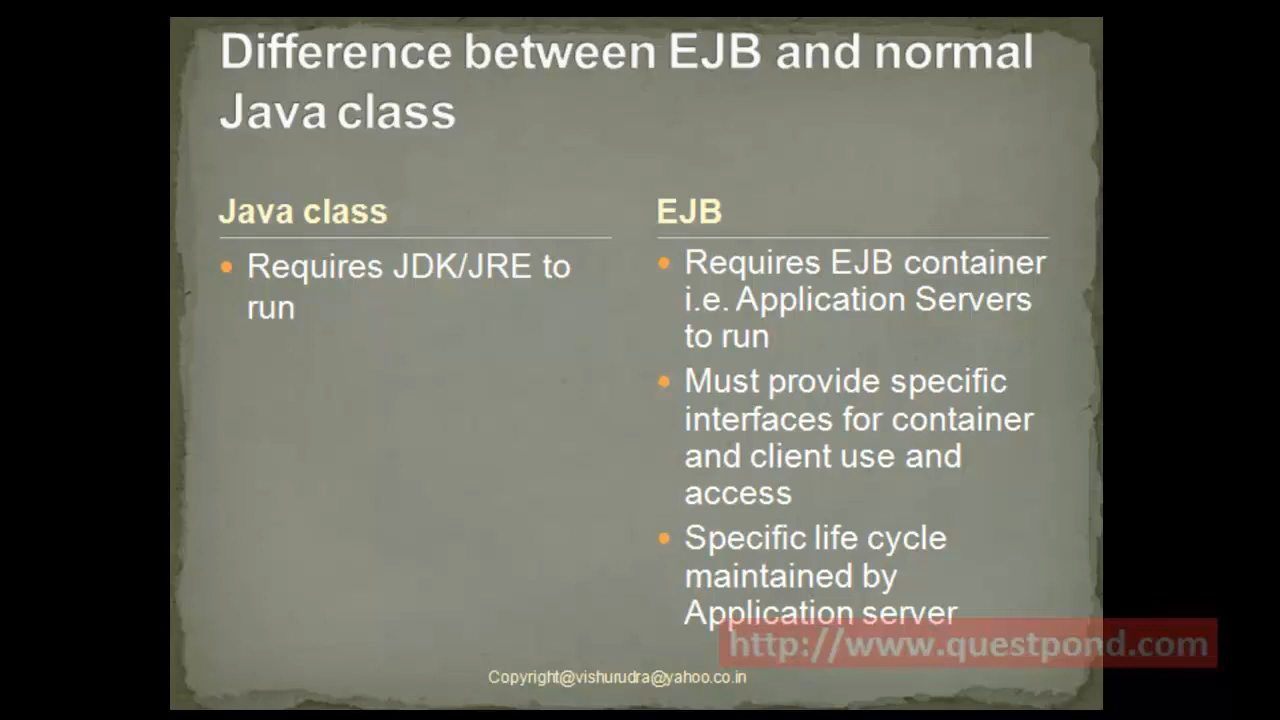 Difference between EJB and normal
Java class
Java class
• Requires JDK/JRE to
run
EJB
• Requires EJB container
i.e. Application Servers
to run
• Must provide specific
interfaces for container
and client use and
access
• Specific life cycle
maintained by
Application server
http://www.questpond.com
Copyright@vishurudra@yahoo.co.in